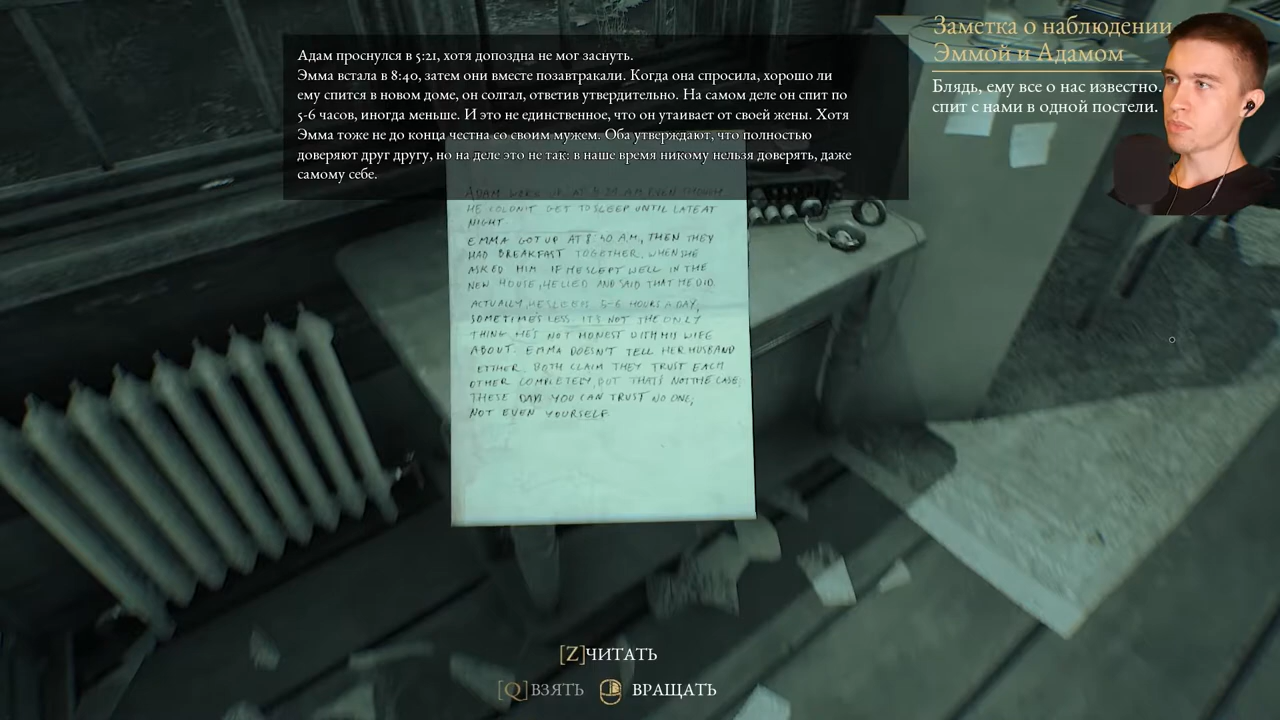 Адам проснулся в 5:21, хотя допоздна не мог заснуть.
Эмма встала в 8:40, затем они вместе позавтракали. Когда она спросила, хорошо ли
ему спится в новом доме, он солгал, ответив утвердительно. На самом деле он спит по
5-6 часов, иногда меньше. И это не единственное, что он утаивает от своей жены. Хотя
Эмма тоже не до конца честна со своим мужем. Оба утверждают, что полностью
доверяют друг другу, но на деле это не так: в наше время никому нельзя доверять, даже
самому себе.
Заметка о наблюдении
Эммой и Адамом
Блядь, ему все о нас известно.
спит с нами в одной постели.
ADAM WOKE UP AT 5:21 A.M. EVEN THOUGH
HE COULDN'T GET TO SLEEP UNTIL LATE AT
NIGHT.
EMMA GOT UP AT 8:40 A.M., THEN THEY
HAD BREAKFAST TOGETHER. WHEN SHE
ASKED HIM IF HE SLEPT WELL IN THE
NEW HOUSE, HE LIED AND SAID THAT HE DID.
ACTUALLY, HE SLEEPS 5-6 HOURS A DAY,
SOMETIMES LESS. IT'S NOT THE ONLY
THING HE'S NOT HONEST WITH HIS WIFE
ABOUT. EMMA DOESN'T TELL HER HUSBAND
EITHER. BOTH CLAIM THEY TRUST EACH
OTHER COMPLETELY, BUT THAT'S NOT THE CASE;
THESE DAYS YOU CAN TRUST NO ONE,
NOT EVEN YOURSELF
[Z]ЧИТАТЬ
[Q]ВЗЯТЬ ВРАЩАТЬ